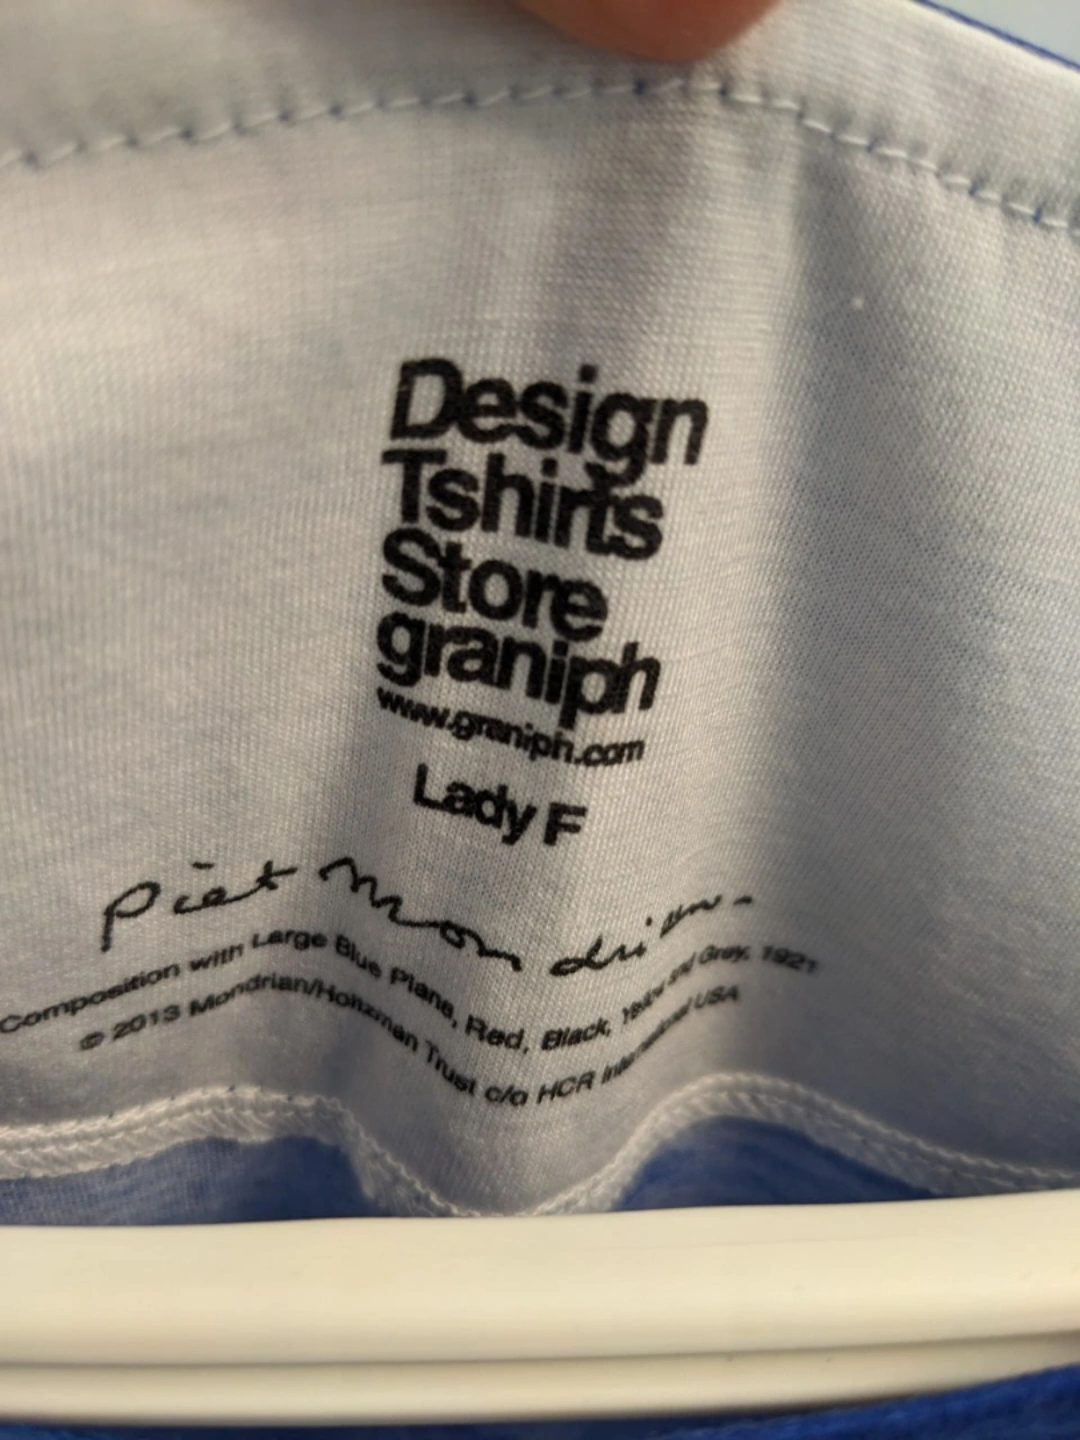 Design
Tshirts
Store
graniph
www.graniph.com
Lady F
Piet Mondrian.
Composition with Large Blue Plane, Red, Black, Yellow and Grey, 1921
© 2013 Mondrian/Holtzman Trust c/o HCR International USA